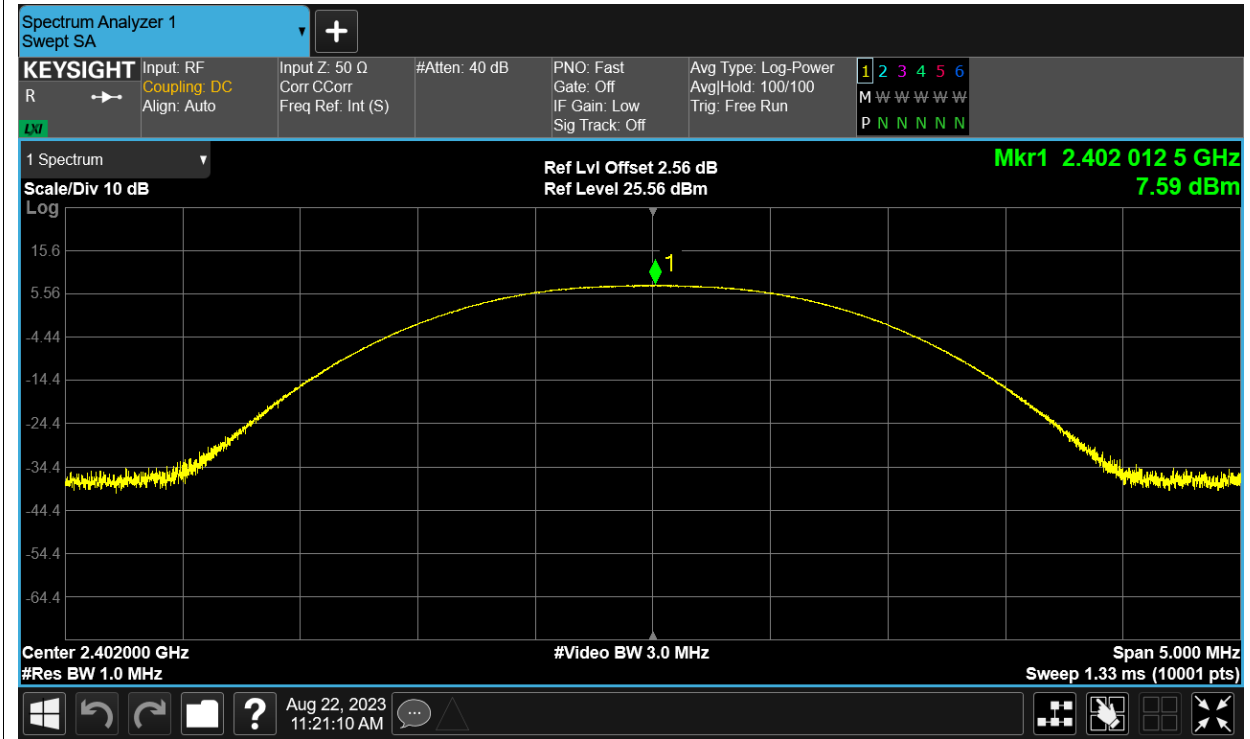 Spectrum Analyzer 1
Swept SA
KEYSIGHT
R
LXI
Input: RF
Coupling: DC
Align: Auto
Input Z: 50 Ω
Corr CCorr
Freq Ref: Int (S)
#Atten: 40 dB
PNO: Fast
Gate: Off
IF Gain: Low
Sig Track: Off
Avg Type: Log-Power
Avg|Hold: 100/100
Trig: Free Run
1 2 3 4 5 6
M W W W W W W
P N N N N N N
1 Spectrum
Scale/Div 10 dB
Log
Ref Lvl Offset 2.56 dB
Ref Level 25.56 dBm
Mkr1 2.402 012 5 GHz
7.59 dBm
15.6
5.56
-4.44
-14.4
-24.4
-34.4
-44.4
-54.4
-64.4
1
Center 2.402000 GHz
#Res BW 1.0 MHz
#Video BW 3.0 MHz
Span 5.000 MHz
Sweep 1.33 ms (10001 pts)
?
Aug 22, 2023
11:21:10 AM